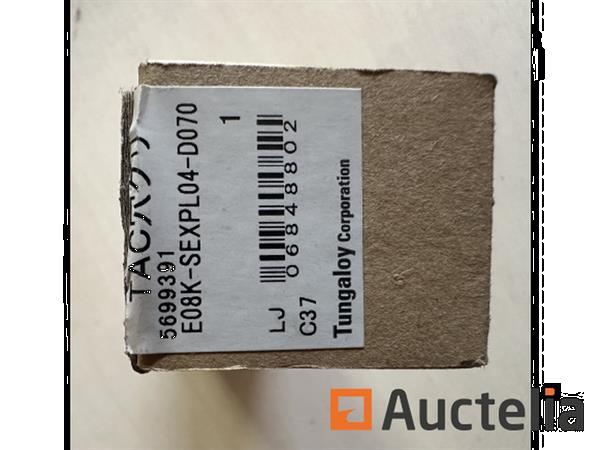 5699391
E08K-SEXPL04-D070
1
LJ
06848802
C37
Tungaloy Corporation
Auctelia